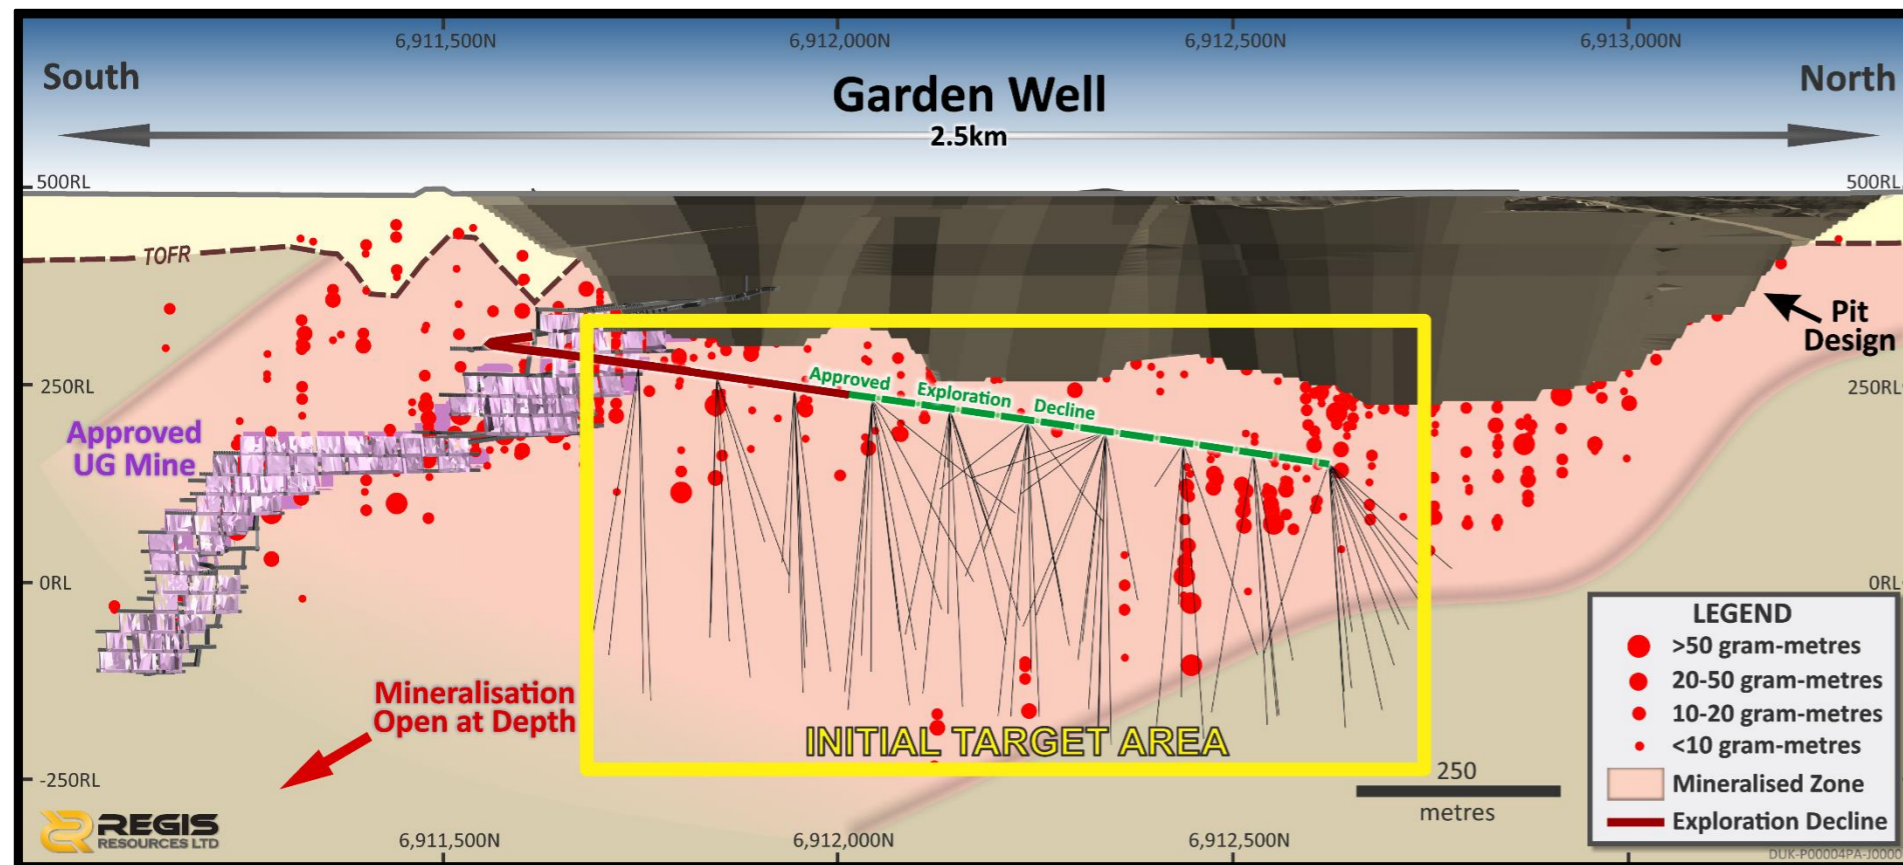 6,911,500N
6,912,000N
6,912,500N
6,913,000N
South
Garden Well
North
2.5km
500RL
500RL
TOFR
Pit
Design
250RL
250RL
Approved
Exploration
Decline
Approved
UG Mine
0RL
0RL
Mineralisation
Open at Depth
INITIAL TARGET AREA
-250RL
250
metres
LEGEND
>50 gram-metres
20-50 gram-metres
10-20 gram-metres
<10 gram-metres
Mineralised Zone
Exploration Decline
REGIS
RESOURCES LTD
6,911,500N
6,912,000N
6,912,500N